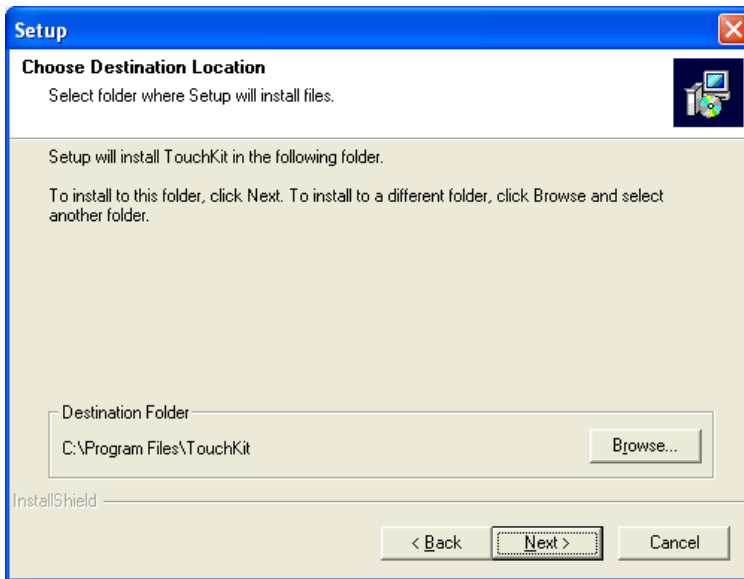 Setup
Choose Destination Location
Select folder where Setup will install files.
Setup will install TouchKit in the following folder.
To install to this folder, click Next. To install to a different folder, click Browse and select
another folder.
Destination Folder
C:\Program Files\TouchKit
Browse...
InstallShield
< Back
Next >
Cancel